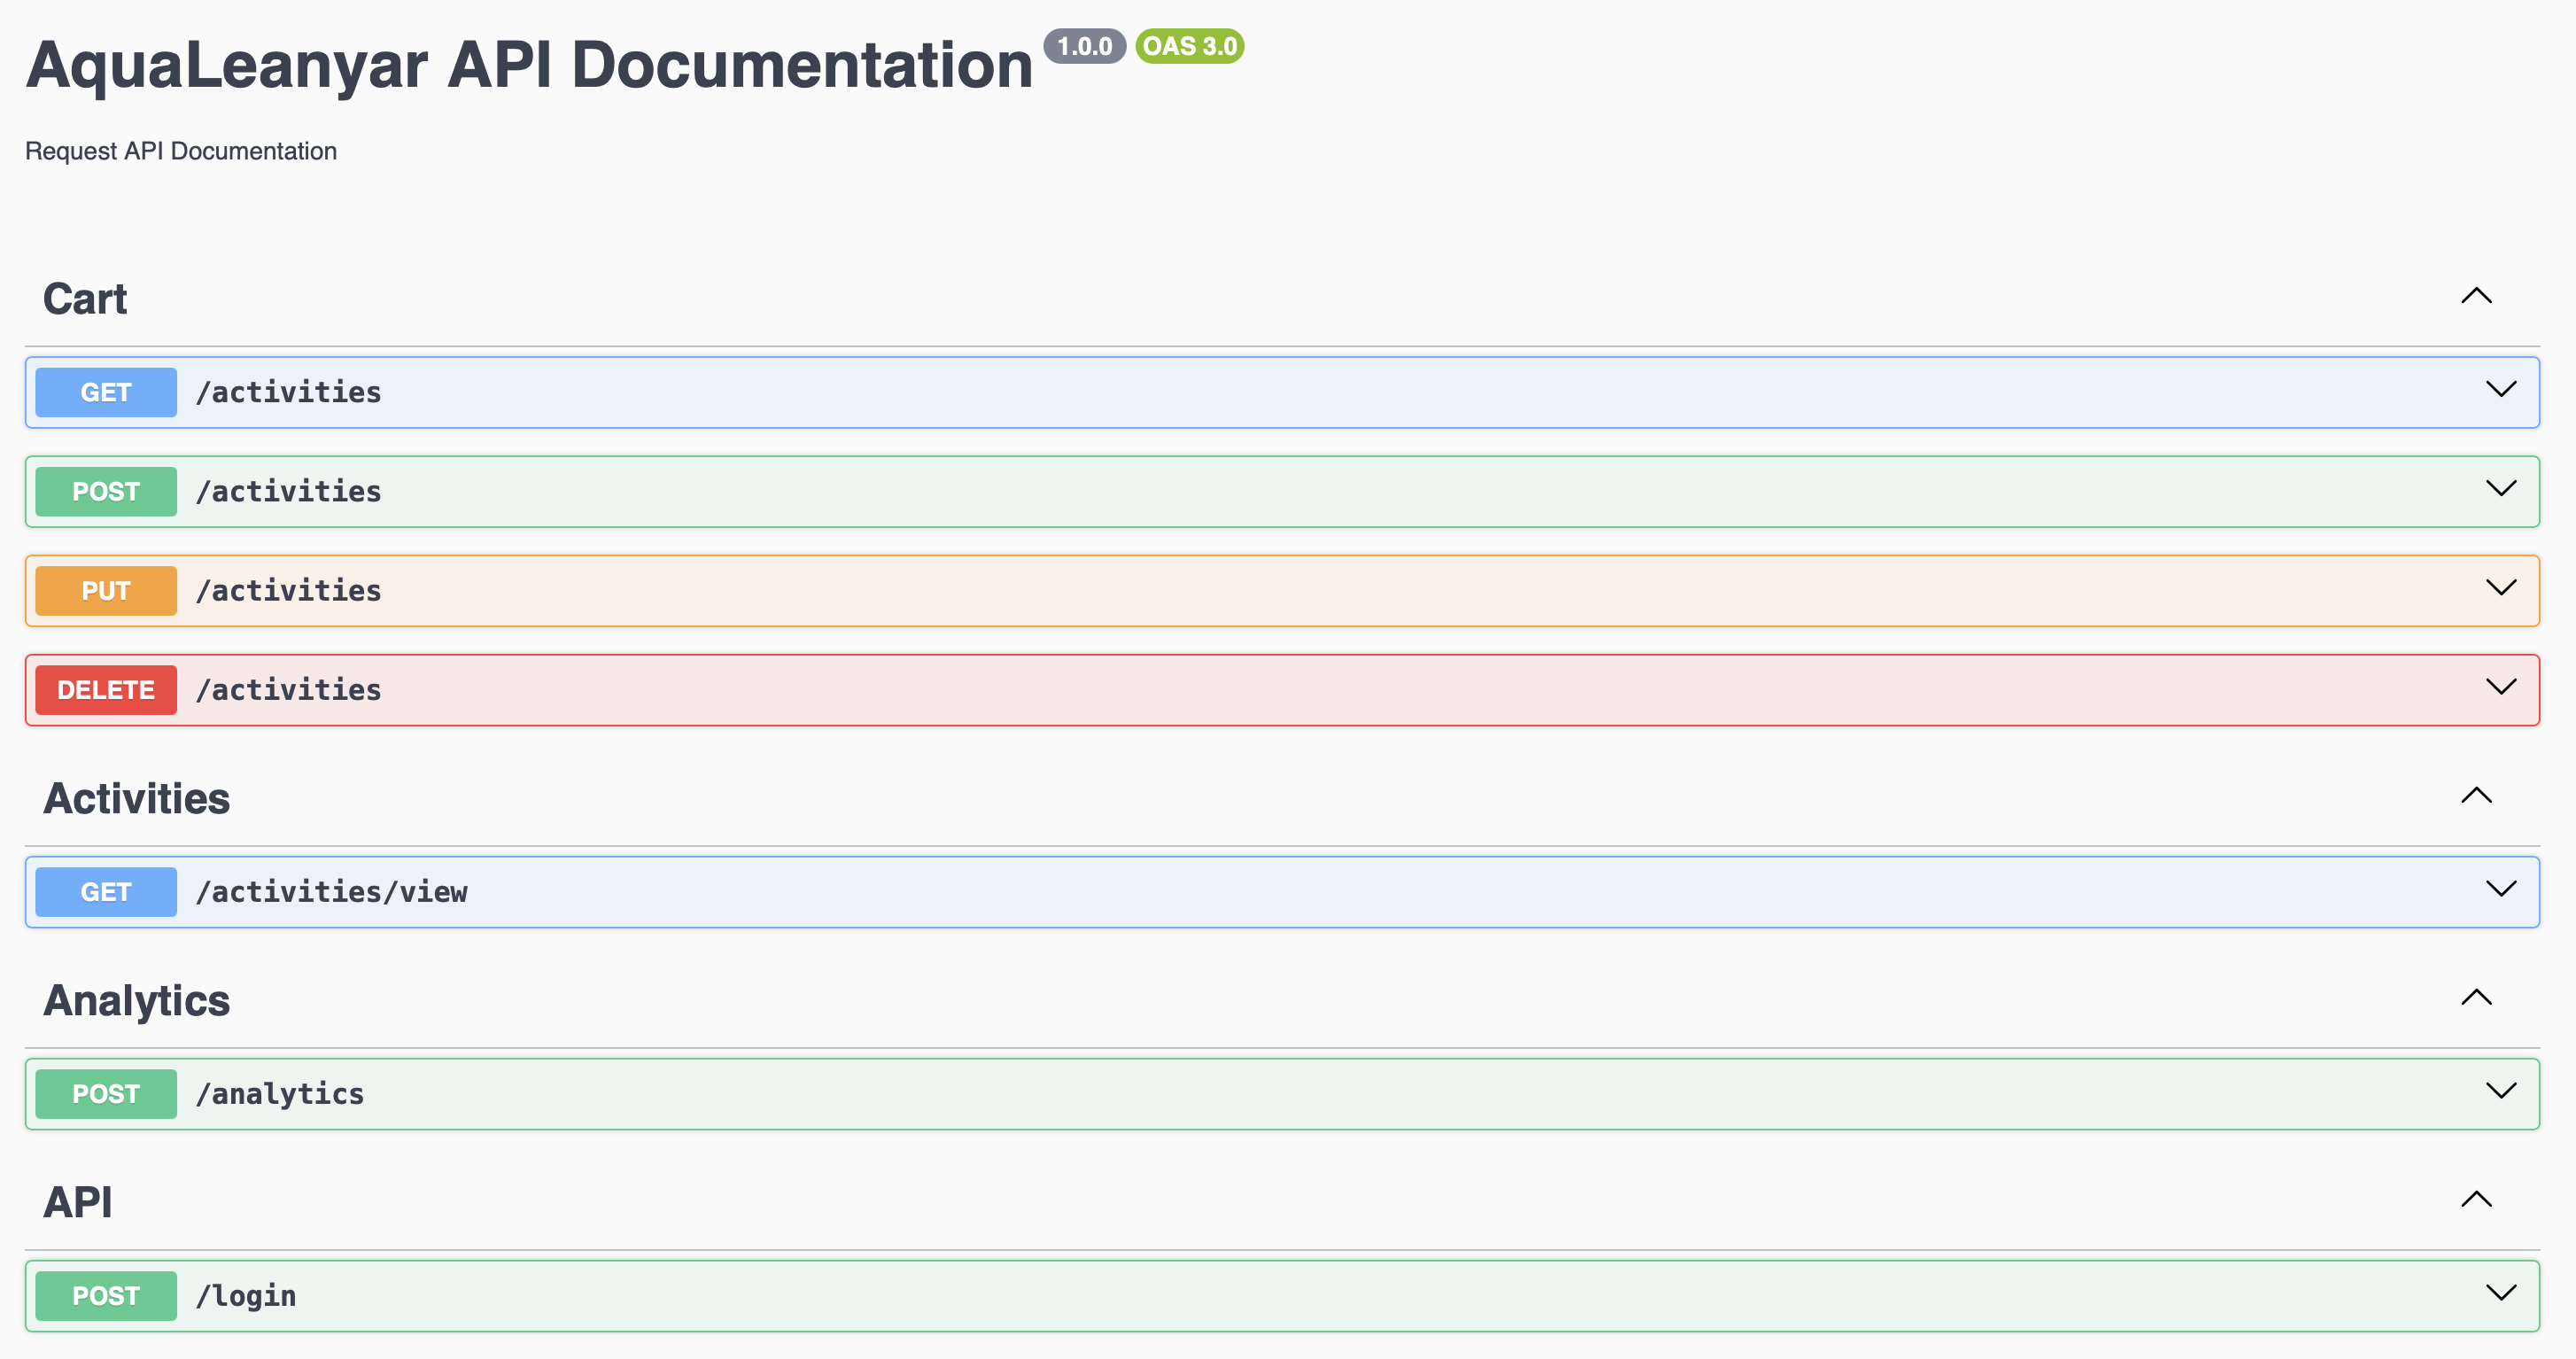 AquaLeanyar API Documentation 1.0.0 OAS 3.0
Request API Documentation
Cart
GET /activities
POST /activities
PUT /activities
DELETE /activities
Activities
GET /activities/view
Analytics
POST /analytics
API
POST /login